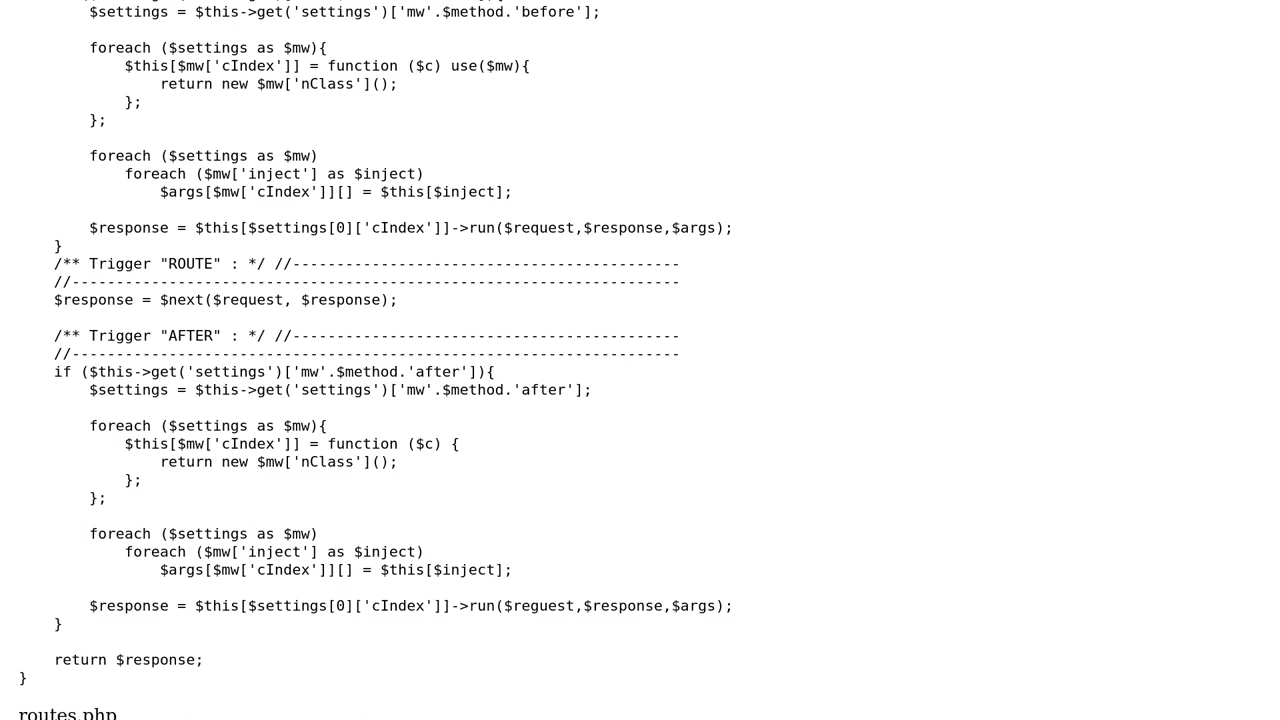 $settings = $this->get('settings')['mw'.$method.'before'];
foreach ($settings as $mw){
$this[$mw['cIndex']] = function ($c) use($mw){
return new $mw['nClass']();
};
};
foreach ($settings as $mw)
foreach ($mw['inject'] as $inject)
$args[$mw['cIndex']][] = $this[$inject];
$response = $this[$settings[0]['cIndex']]->run($request,$response,$args);
}
/** Trigger "ROUTE" : */ //--------------------------------------------
//---------------------------------------------------------------------
$response = $next($request, $response);
/** Trigger "AFTER" : */ //--------------------------------------------
//---------------------------------------------------------------------
if ($this->get('settings')['mw'.$method.'after']){
$settings = $this->get('settings')['mw'.$method.'after'];
foreach ($settings as $mw){
$this[$mw['cIndex']] = function ($c) {
return new $mw['nClass']();
};
};
foreach ($settings as $mw)
foreach ($mw['inject'] as $inject)
$args[$mw['cIndex']][] = $this[$inject];
$response = $this[$settings[0]['cIndex']]->run($reguest,$response,$args);
}
return $response;
}
routes.php